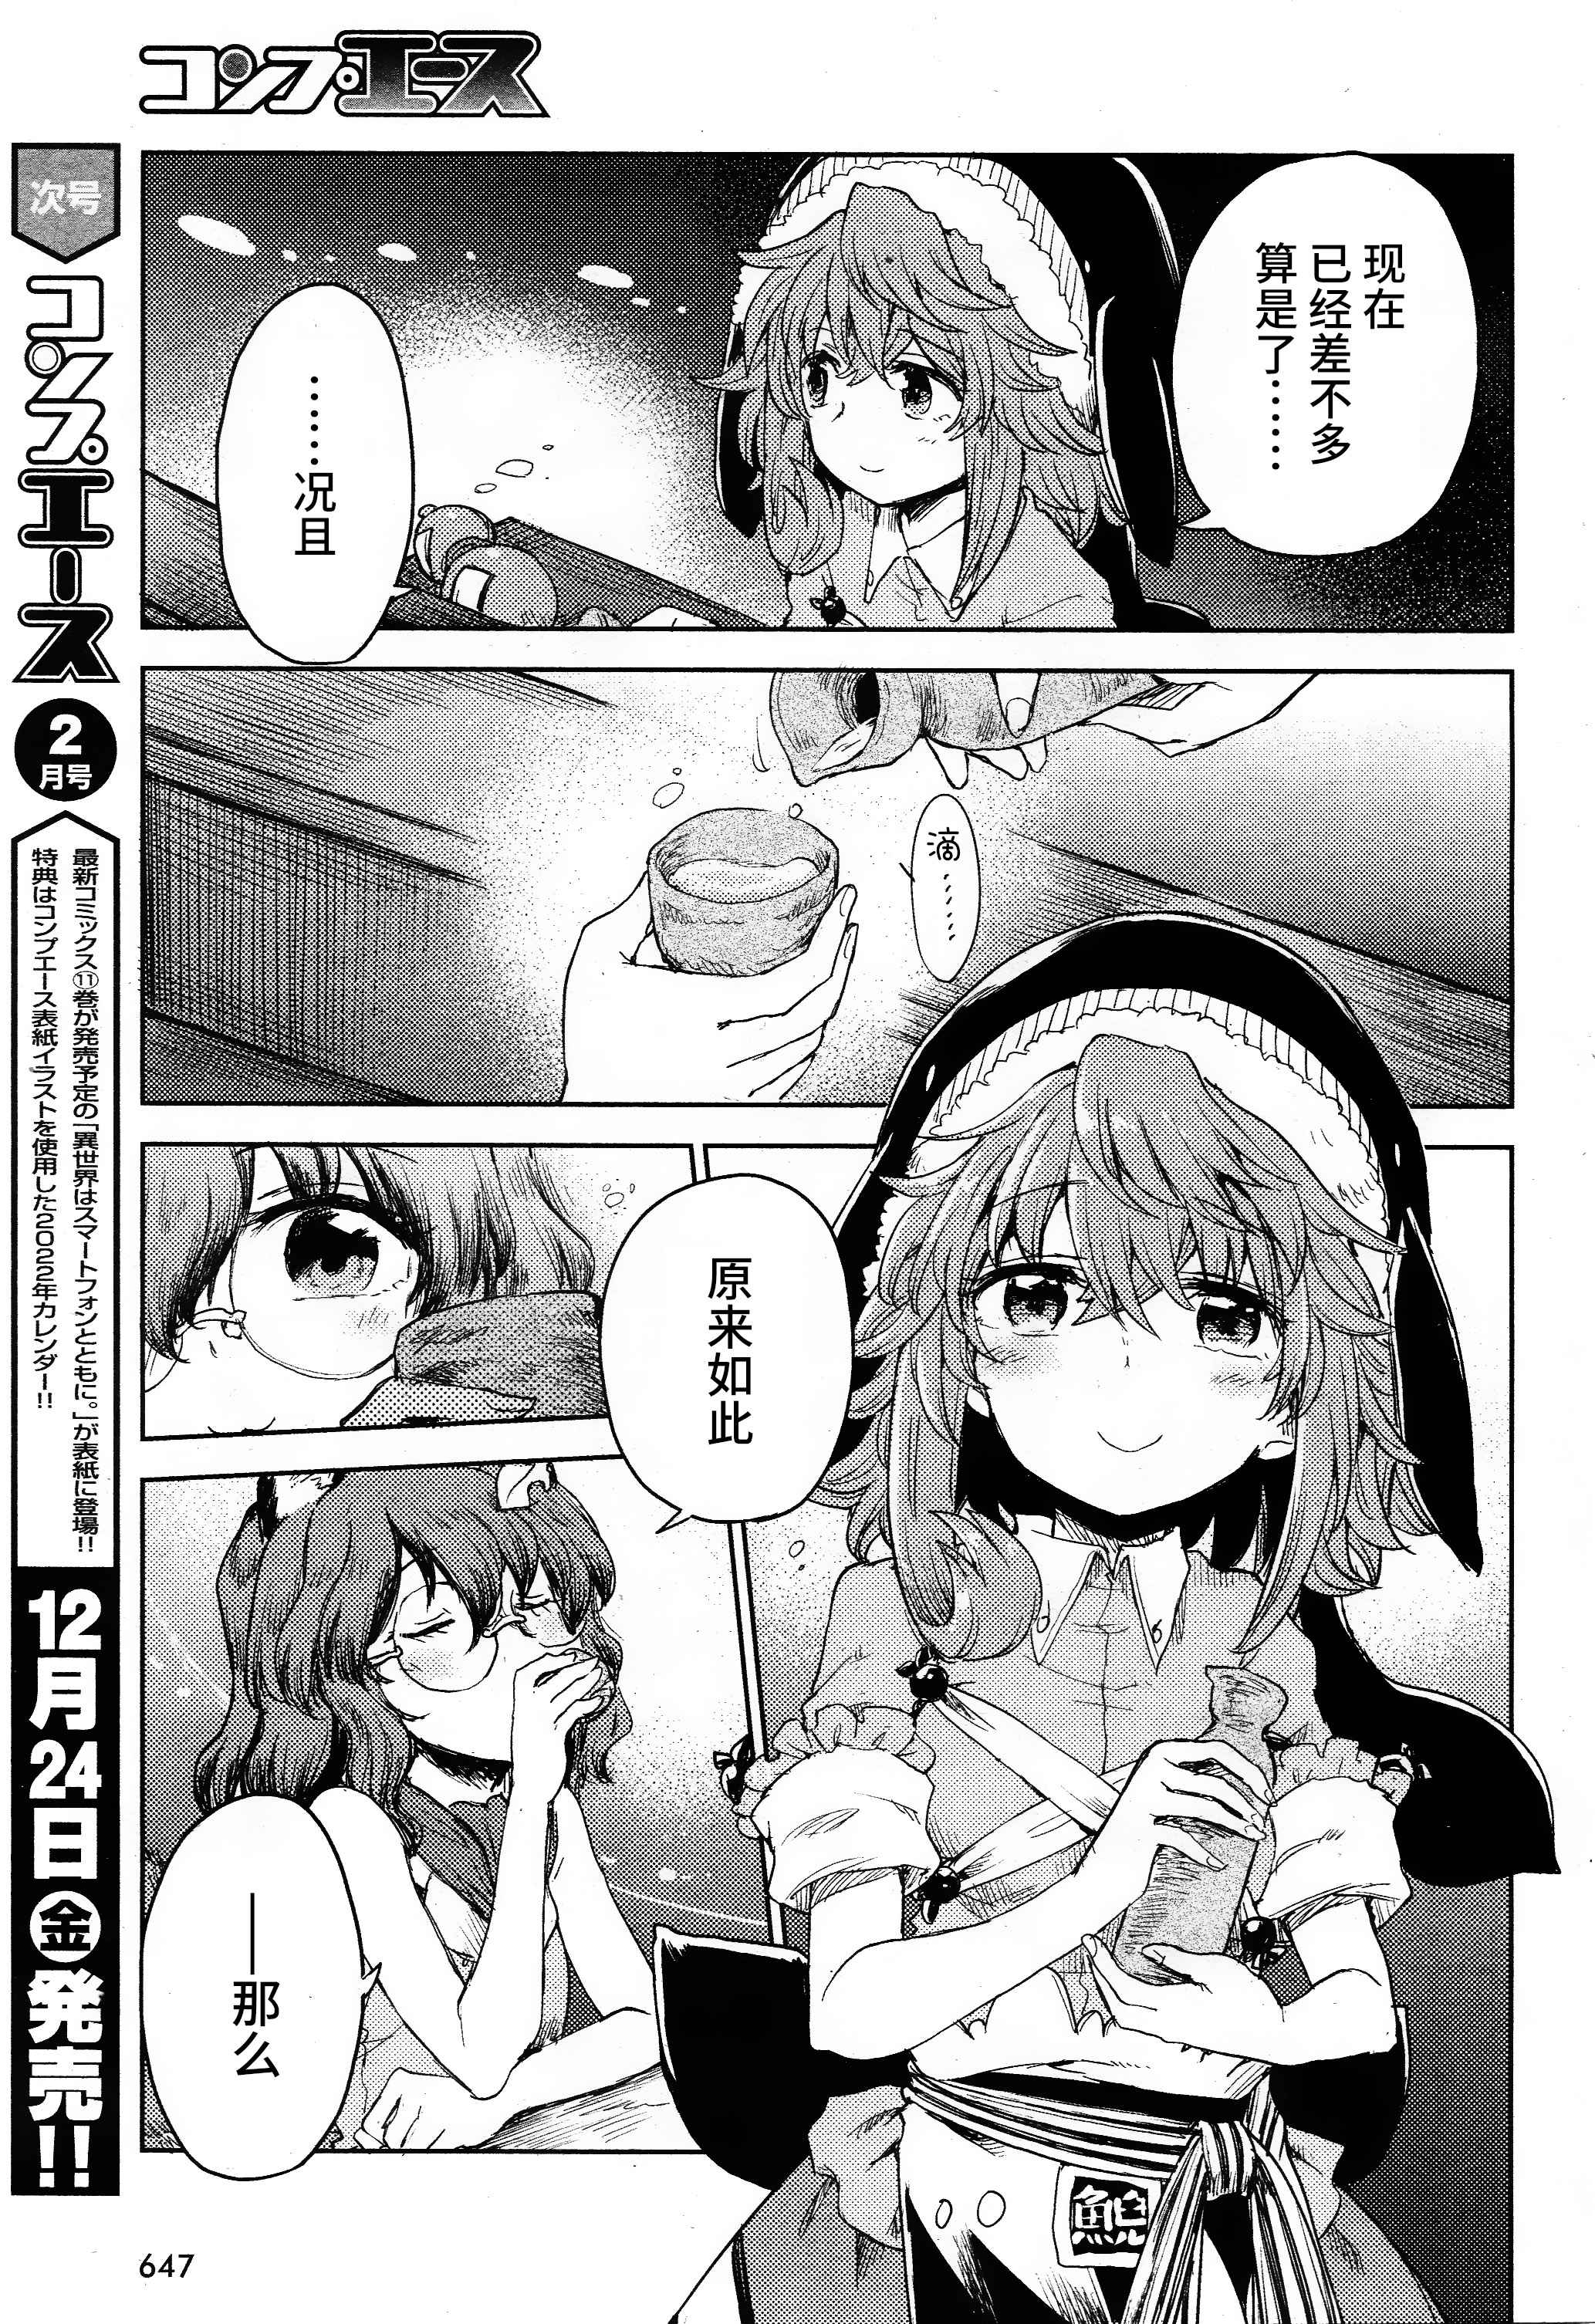 コンプエース
现在
已经差不多
算是了……
……况且
滴……
原来如此
——那么
鯢
次号
コンプエース
2
月号
最新コミックス⑪巻が発売予定の「異世界はスマートフォンとともに。」が表紙に登場!!
特典はコンプエース表紙イラストを使用した2022年カレンダー!!
12月24日㊎発売!!
647